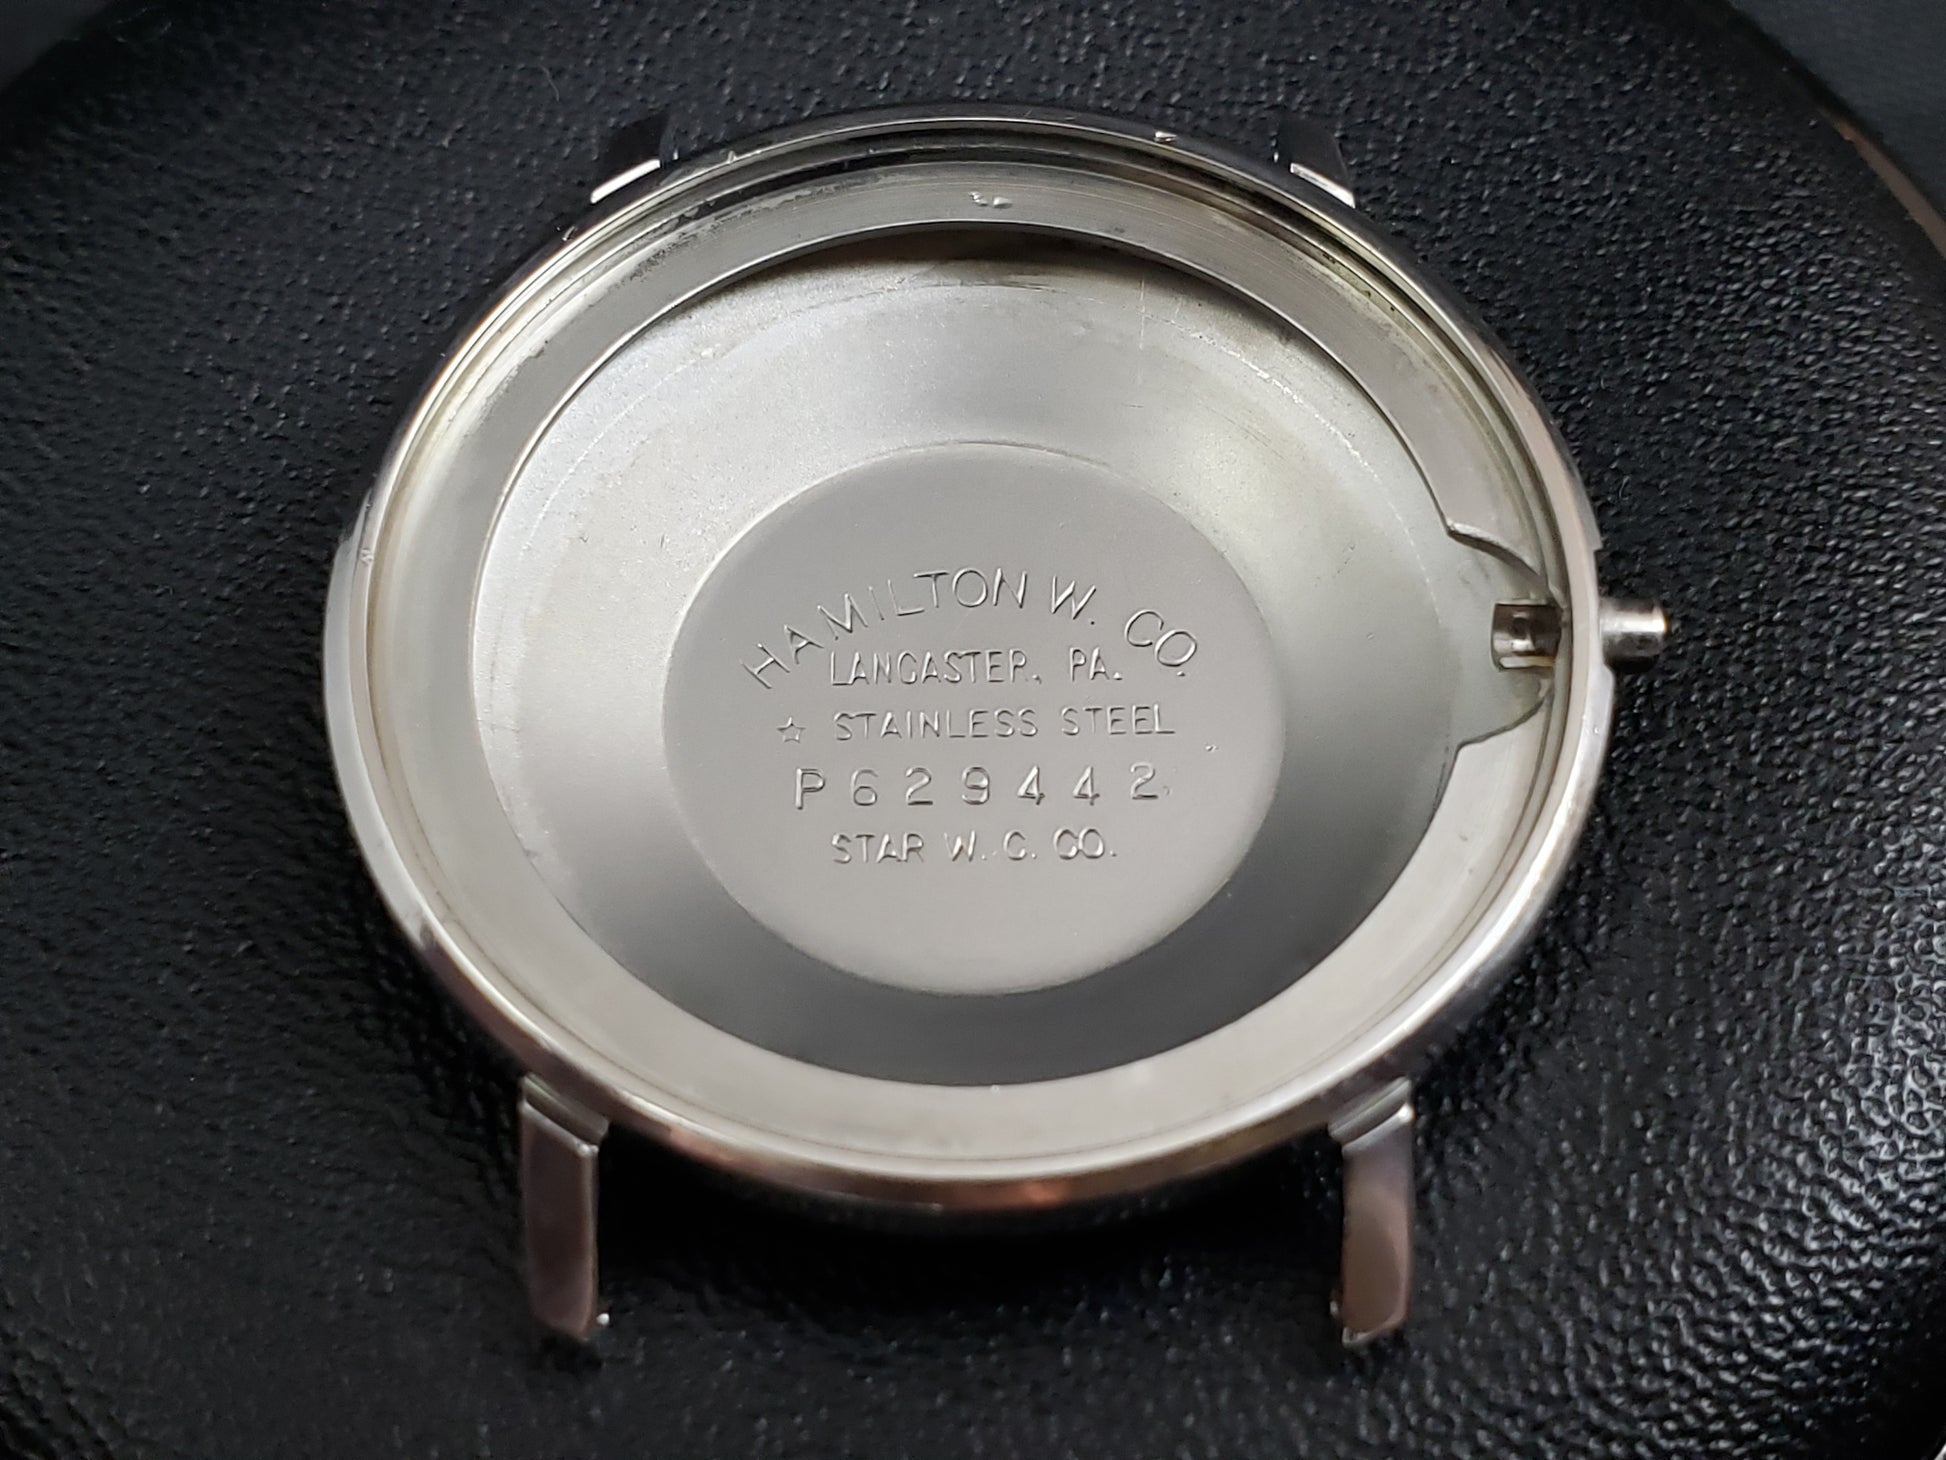 HAMILTON W. CO.
LANCASTER, PA.
☆ STAINLESS STEEL
P629442
STAR W. C. CO.